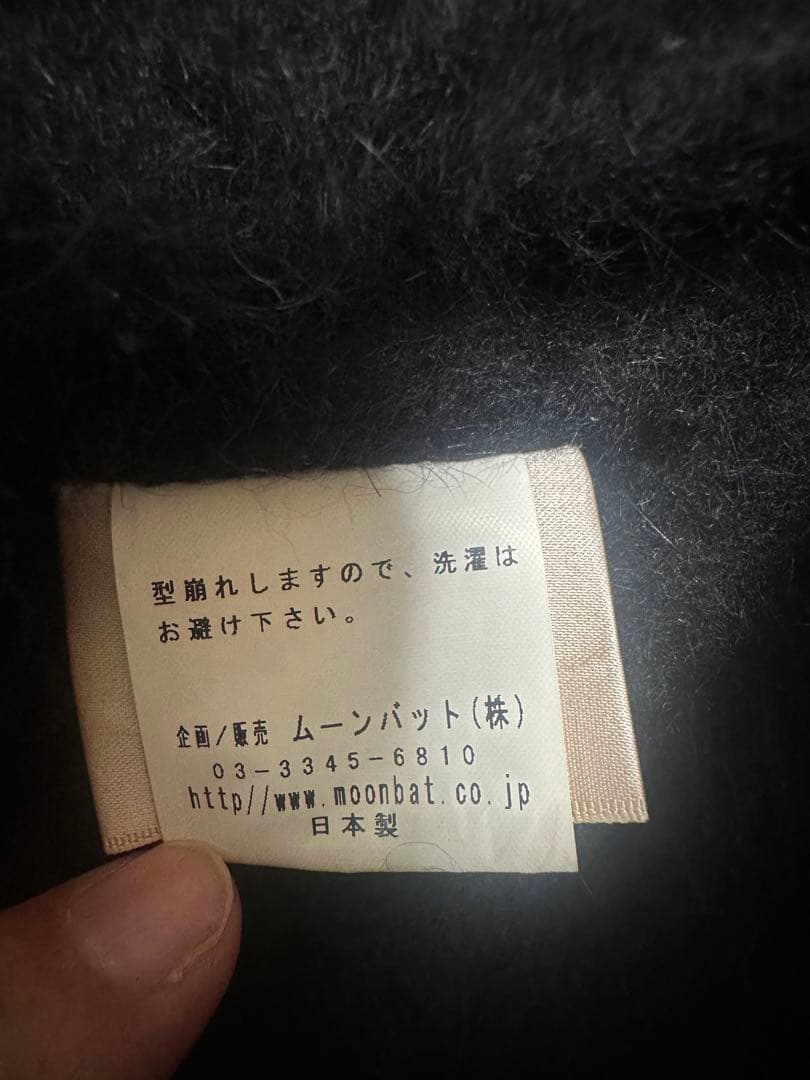 型崩れしますので、洗濯は
お避け下さい。
企画/販売 ムーンバット(株)
03-3345-6810
http//www.moonbat.co.jp
日本製